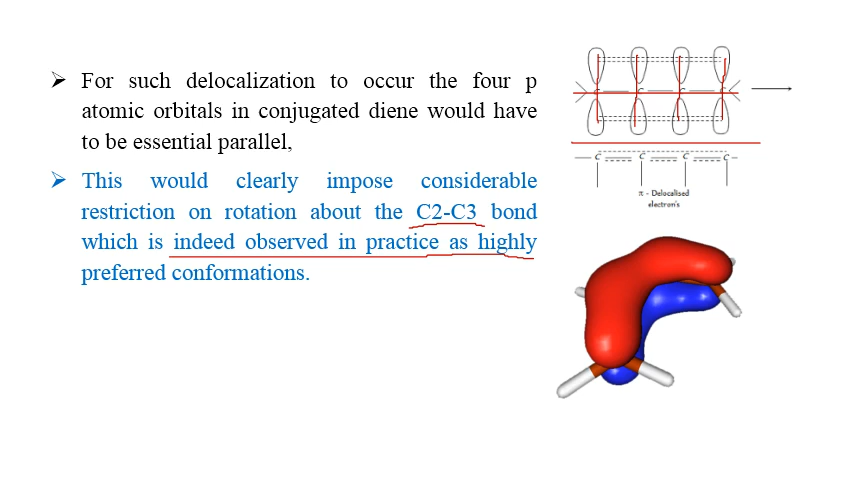 ➢ For such delocalization to occur the four p
atomic orbitals in conjugated diene would have
to be essential parallel,
➢ This would clearly impose considerable
restriction on rotation about the C2-C3 bond
which is indeed observed in practice as highly
preferred conformations.
C C C C
C C C C
π - Delocalised
electron's